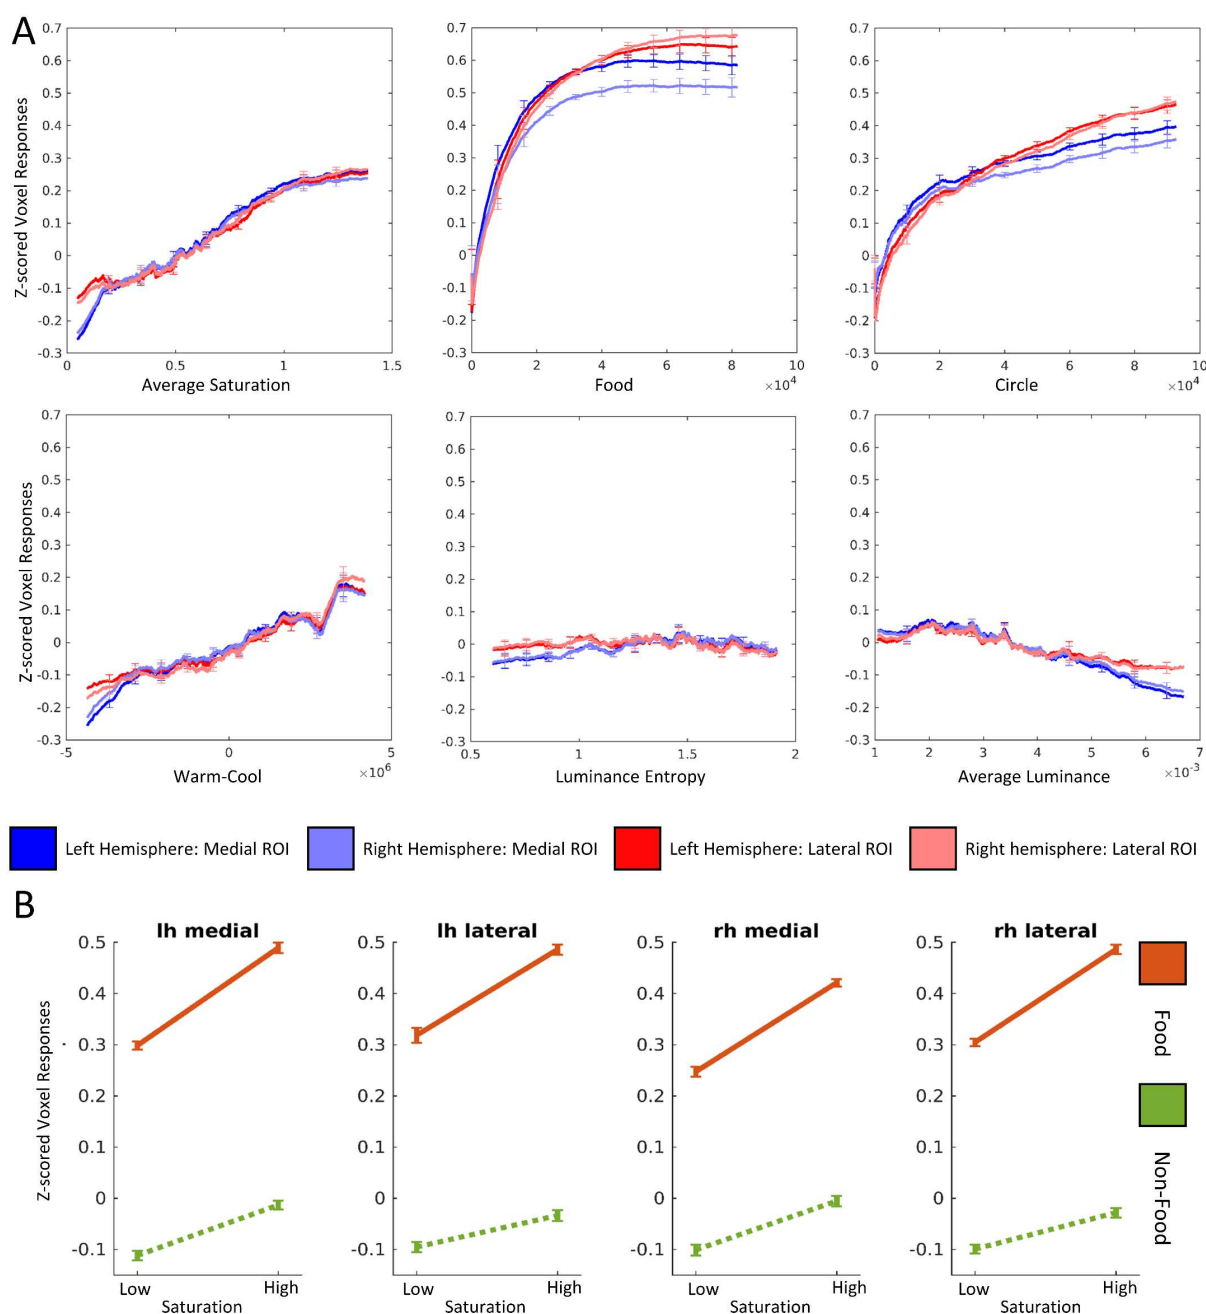 A
Z-scored Voxel Responses
0.7
0.6
0.5
0.4
0.3
0.2
0.1
0
-0.1
-0.2
-0.3
0 0.5 1 1.5
Average Saturation
0.7
0.6
0.5
0.4
0.3
0.2
0.1
0
-0.1
-0.2
-0.3
0 2 4 6 8 10
Food ×10⁴
0.7
0.6
0.5
0.4
0.3
0.2
0.1
0
-0.1
-0.2
-0.3
0 2 4 6 8 10
Circle ×10⁴
Z-scored Voxel Responses
0.7
0.6
0.5
0.4
0.3
0.2
0.1
0
-0.1
-0.2
-0.3
-5 0 5
Warm-Cool ×10⁶
0.7
0.6
0.5
0.4
0.3
0.2
0.1
0
-0.1
-0.2
-0.3
0.5 1 1.5 2
Luminance Entropy
0.7
0.6
0.5
0.4
0.3
0.2
0.1
0
-0.1
-0.2
-0.3
1 2 3 4 5 6 7
Average Luminance ×10⁻³
Left Hemisphere: Medial ROI Right Hemisphere: Medial ROI Left Hemisphere: Lateral ROI Right hemisphere: Lateral ROI
B
Z-scored Voxel Responses
lh medial
0.5
0.4
0.3
0.2
0.1
0
-0.1
Low High
Saturation
lh lateral
0.5
0.4
0.3
0.2
0.1
0
-0.1
Low High
Saturation
rh medial
0.5
0.4
0.3
0.2
0.1
0
-0.1
Low High
Saturation
rh lateral
0.5
0.4
0.3
0.2
0.1
0
-0.1
Low High
Saturation
Food
Non-Food